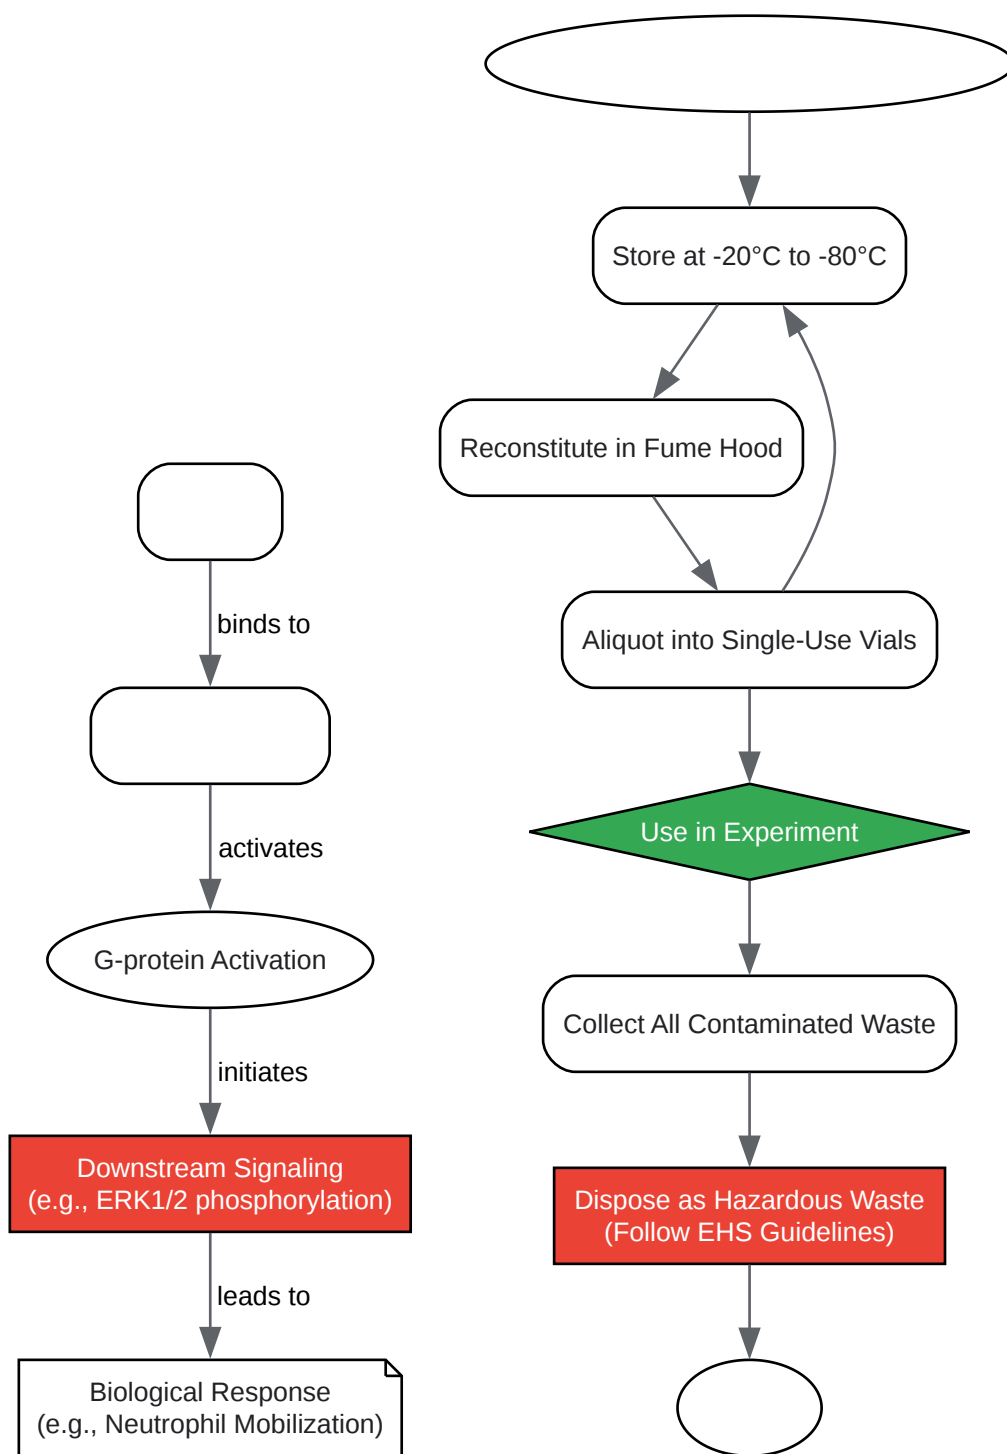 binds to
activates
G-protein Activation
initiates
Downstream Signaling
(e.g., ERK1/2 phosphorylation)
leads to
Biological Response
(e.g., Neutrophil Mobilization)
Store at -20°C to -80°C
Reconstitute in Fume Hood
Aliquot into Single-Use Vials
Use in Experiment
Collect All Contaminated Waste
Dispose as Hazardous Waste
(Follow EHS Guidelines)